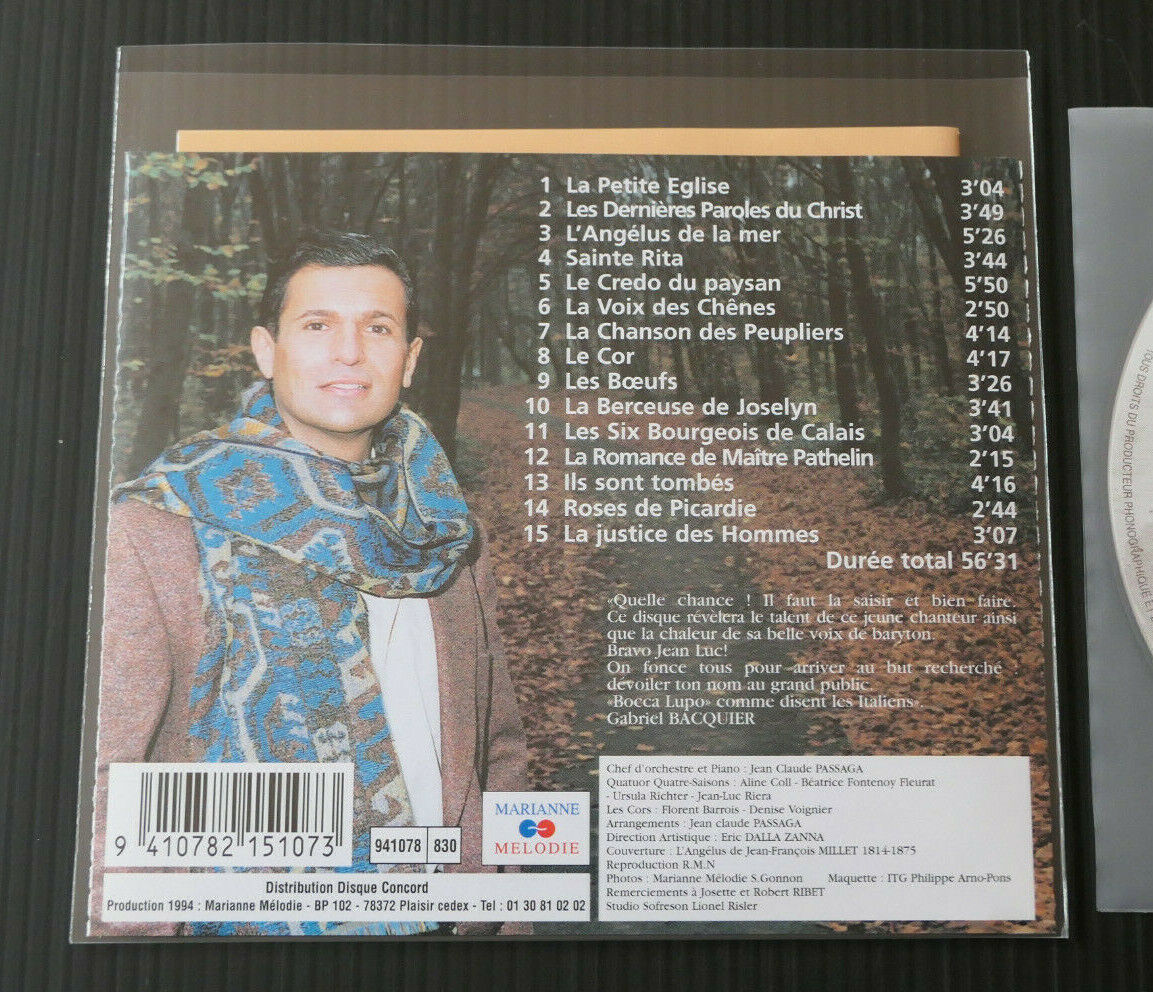 1 La Petite Eglise 3’04
2 Les Dernières Paroles du Christ 3’49
3 L’Angélus de la mer 5’26
4 Sainte Rita 3’44
5 Le Credo du paysan 5’50
6 La Voix des Chênes 2’50
7 La Chanson des Peupliers 4’14
8 Le Cor 4’17
9 Les Bœufs 3’26
10 La Berceuse de Joselyn 3’41
11 Les Six Bourgeois de Calais 3’04
12 La Romance de Maître Pathelin 2’15
13 Ils sont tombés 4’16
14 Roses de Picardie 2’44
15 La justice des Hommes 3’07
Durée total 56’31
«Quelle chance ! Il faut la saisir et bien faire.
Ce disque révèlera le talent de ce jeune chanteur ainsi
que la chaleur de sa belle voix de baryton.
Bravo Jean Luc!
On fonce tous pour arriver au but recherché :
dévoiler ton nom au grand public.
«Bocca Lupo» comme disent les Italiens».
Gabriel BACQUIER
Chef d'orchestre et Piano : Jean Claude PASSAGA
Quatuor Quatre-Saisons : Aline Coll - Béatrice Fontenoy Fleurat
- Ursula Richter - Jean-Luc Riera
Les Cors : Florent Barrois - Denise Voignier
Arrangements : Jean claude PASSAGA
Direction Artistique : Eric DALLA ZANNA
Couverture : L'Angélus de Jean-François MILLET 1814-1875
Reproduction R.M.N
Photos : Marianne Mélodie S.Gonnon Maquette : ITG Philippe Arno-Pons
Remerciements à Josette et Robert RIBET
Studio Sofreson Lionel Risler
9 410782 151073
941078 830
MARIANNE
MELODIE
Distribution Disque Concord
Production 1994 : Marianne Mélodie - BP 102 - 78372 Plaisir cedex - Tel : 01 30 81 02 02
TOUS DROITS DU PRODUCTEUR PHONOGRAPHIQUE ET